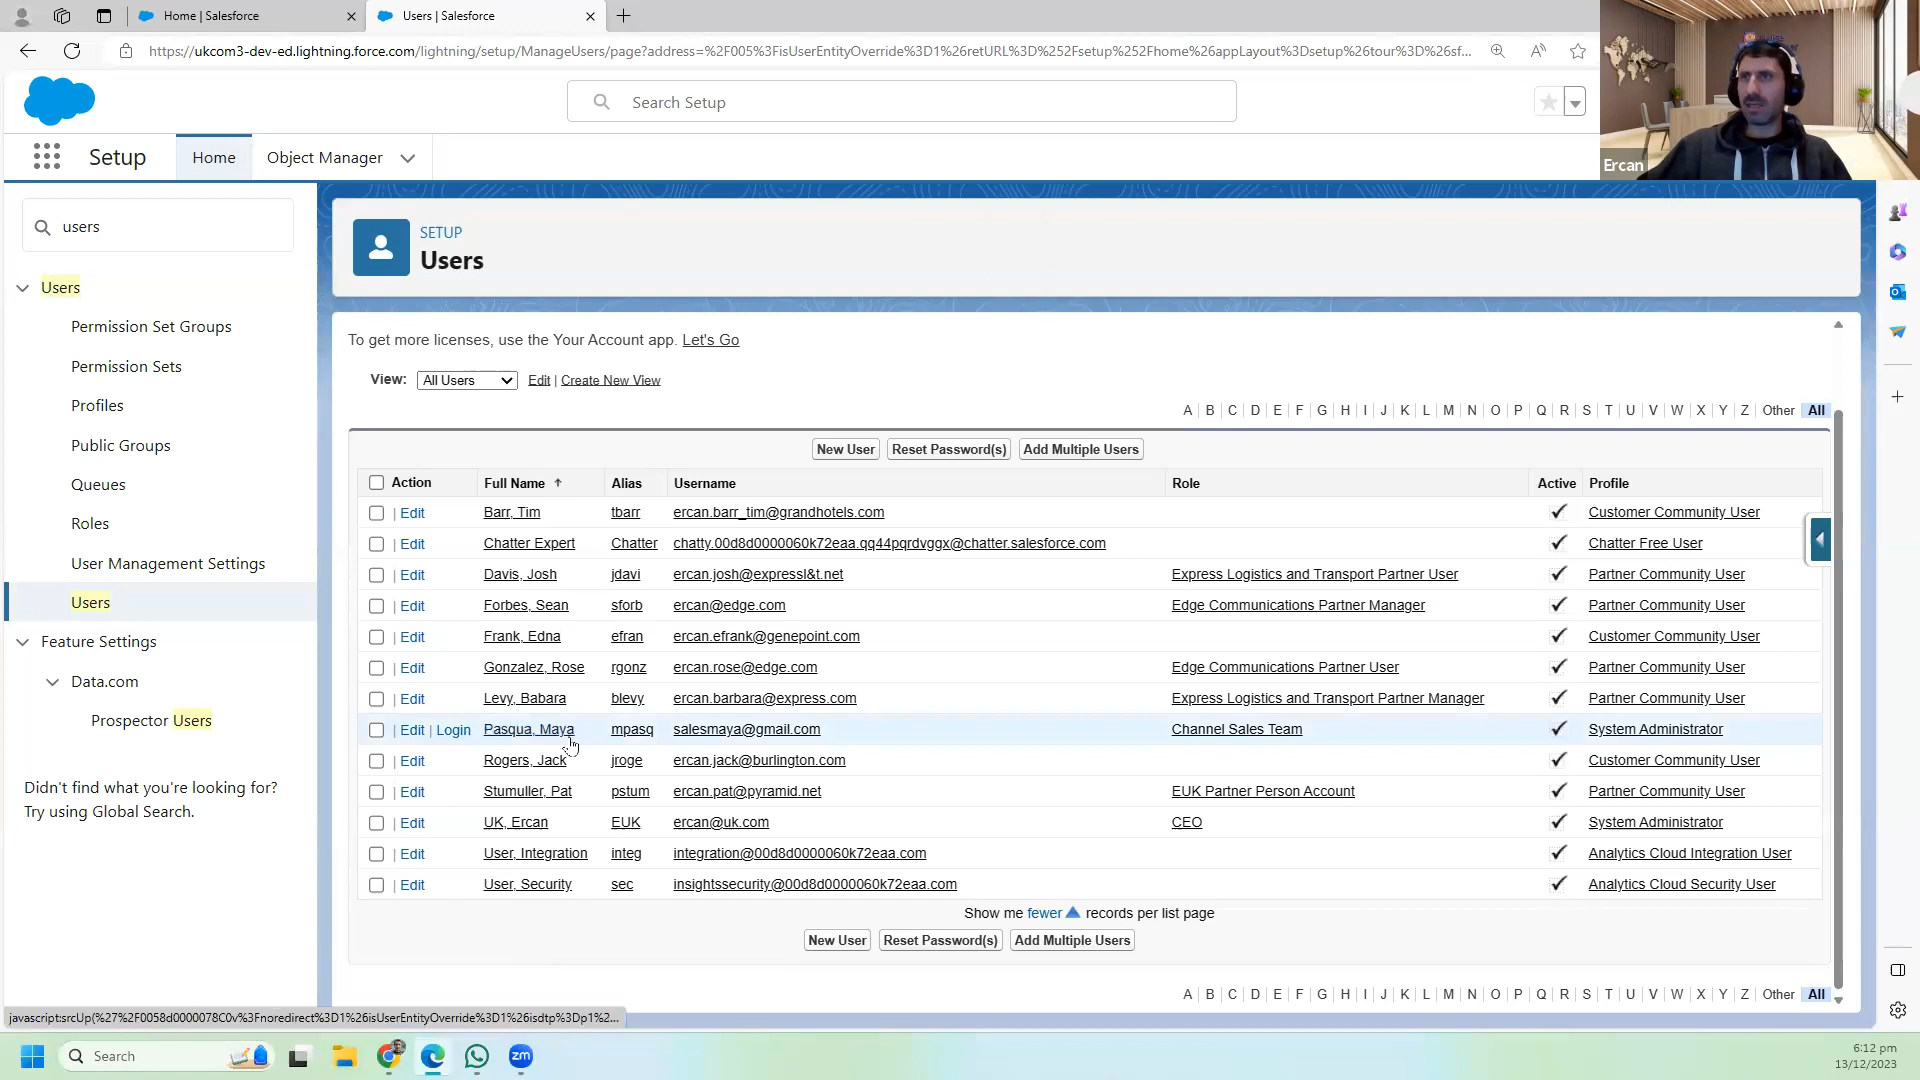 Home | Salesforce
Users | Salesforce
https://ukcom3-dev-ed.lightning.force.com/lightning/setup/ManageUsers/page?address=%2F005%3FisUserEntityOverride%3D1%26retURL%3D%252Fsetup%252Fhome%26appLayout%3Dsetup%26tour%3D%26sf...
Search Setup
Ercan
Setup Home Object Manager
users
Users
Permission Set Groups
Permission Sets
Profiles
Public Groups
Queues
Roles
User Management Settings
Users
Feature Settings
Data.com
Prospector Users
Didn't find what you're looking for?
Try using Global Search.
SETUP
Users
To get more licenses, use the Your Account app. Let's Go
View: All Users Edit | Create New View
A | B | C | D | E | F | G | H | I | J | K | L | M | N | O | P | Q | R | S | T | U | V | W | X | Y | Z | Other All
New User Reset Password(s) Add Multiple Users
Action Full Name Alias Username Role Active Profile
| Edit Barr, Tim tbarr ercan.barr_tim@grandhotels.com Customer Community User
| Edit Chatter Expert Chatter chatty.00d8d0000060k72eaa.qq44pqrdvggx@chatter.salesforce.com Chatter Free User
| Edit Davis, Josh jdavi ercan.josh@expressl&t.net Express Logistics and Transport Partner User Partner Community User
| Edit Forbes, Sean sforb ercan@edge.com Edge Communications Partner Manager Partner Community User
| Edit Frank, Edna efran ercan.efrank@genepoint.com Customer Community User
| Edit Gonzalez, Rose rgonz ercan.rose@edge.com Edge Communications Partner User Partner Community User
| Edit Levy, Babara blevy ercan.barbara@express.com Express Logistics and Transport Partner Manager Partner Community User
| Edit | Login Pasqua, Maya mpasq salesmaya@gmail.com Channel Sales Team System Administrator
| Edit Rogers, Jack jroge ercan.jack@burlington.com Customer Community User
| Edit Stumuller, Pat pstum ercan.pat@pyramid.net EUK Partner Person Account Partner Community User
| Edit UK, Ercan EUK ercan@uk.com CEO System Administrator
| Edit User, Integration integ integration@00d8d0000060k72eaa.com Analytics Cloud Integration User
| Edit User, Security sec insightssecurity@00d8d0000060k72eaa.com Analytics Cloud Security User
Show me fewer records per list page
New User Reset Password(s) Add Multiple Users
A | B | C | D | E | F | G | H | I | J | K | L | M | N | O | P | Q | R | S | T | U | V | W | X | Y | Z | Other All
javascript:srcUp(%27%2F0058d0000078C0v%3Fnoredirect%3D1%26isUserEntityOverride%3D1%26isdtp%3Dp1%2...
Search
zm
6:12 pm
13/12/2023